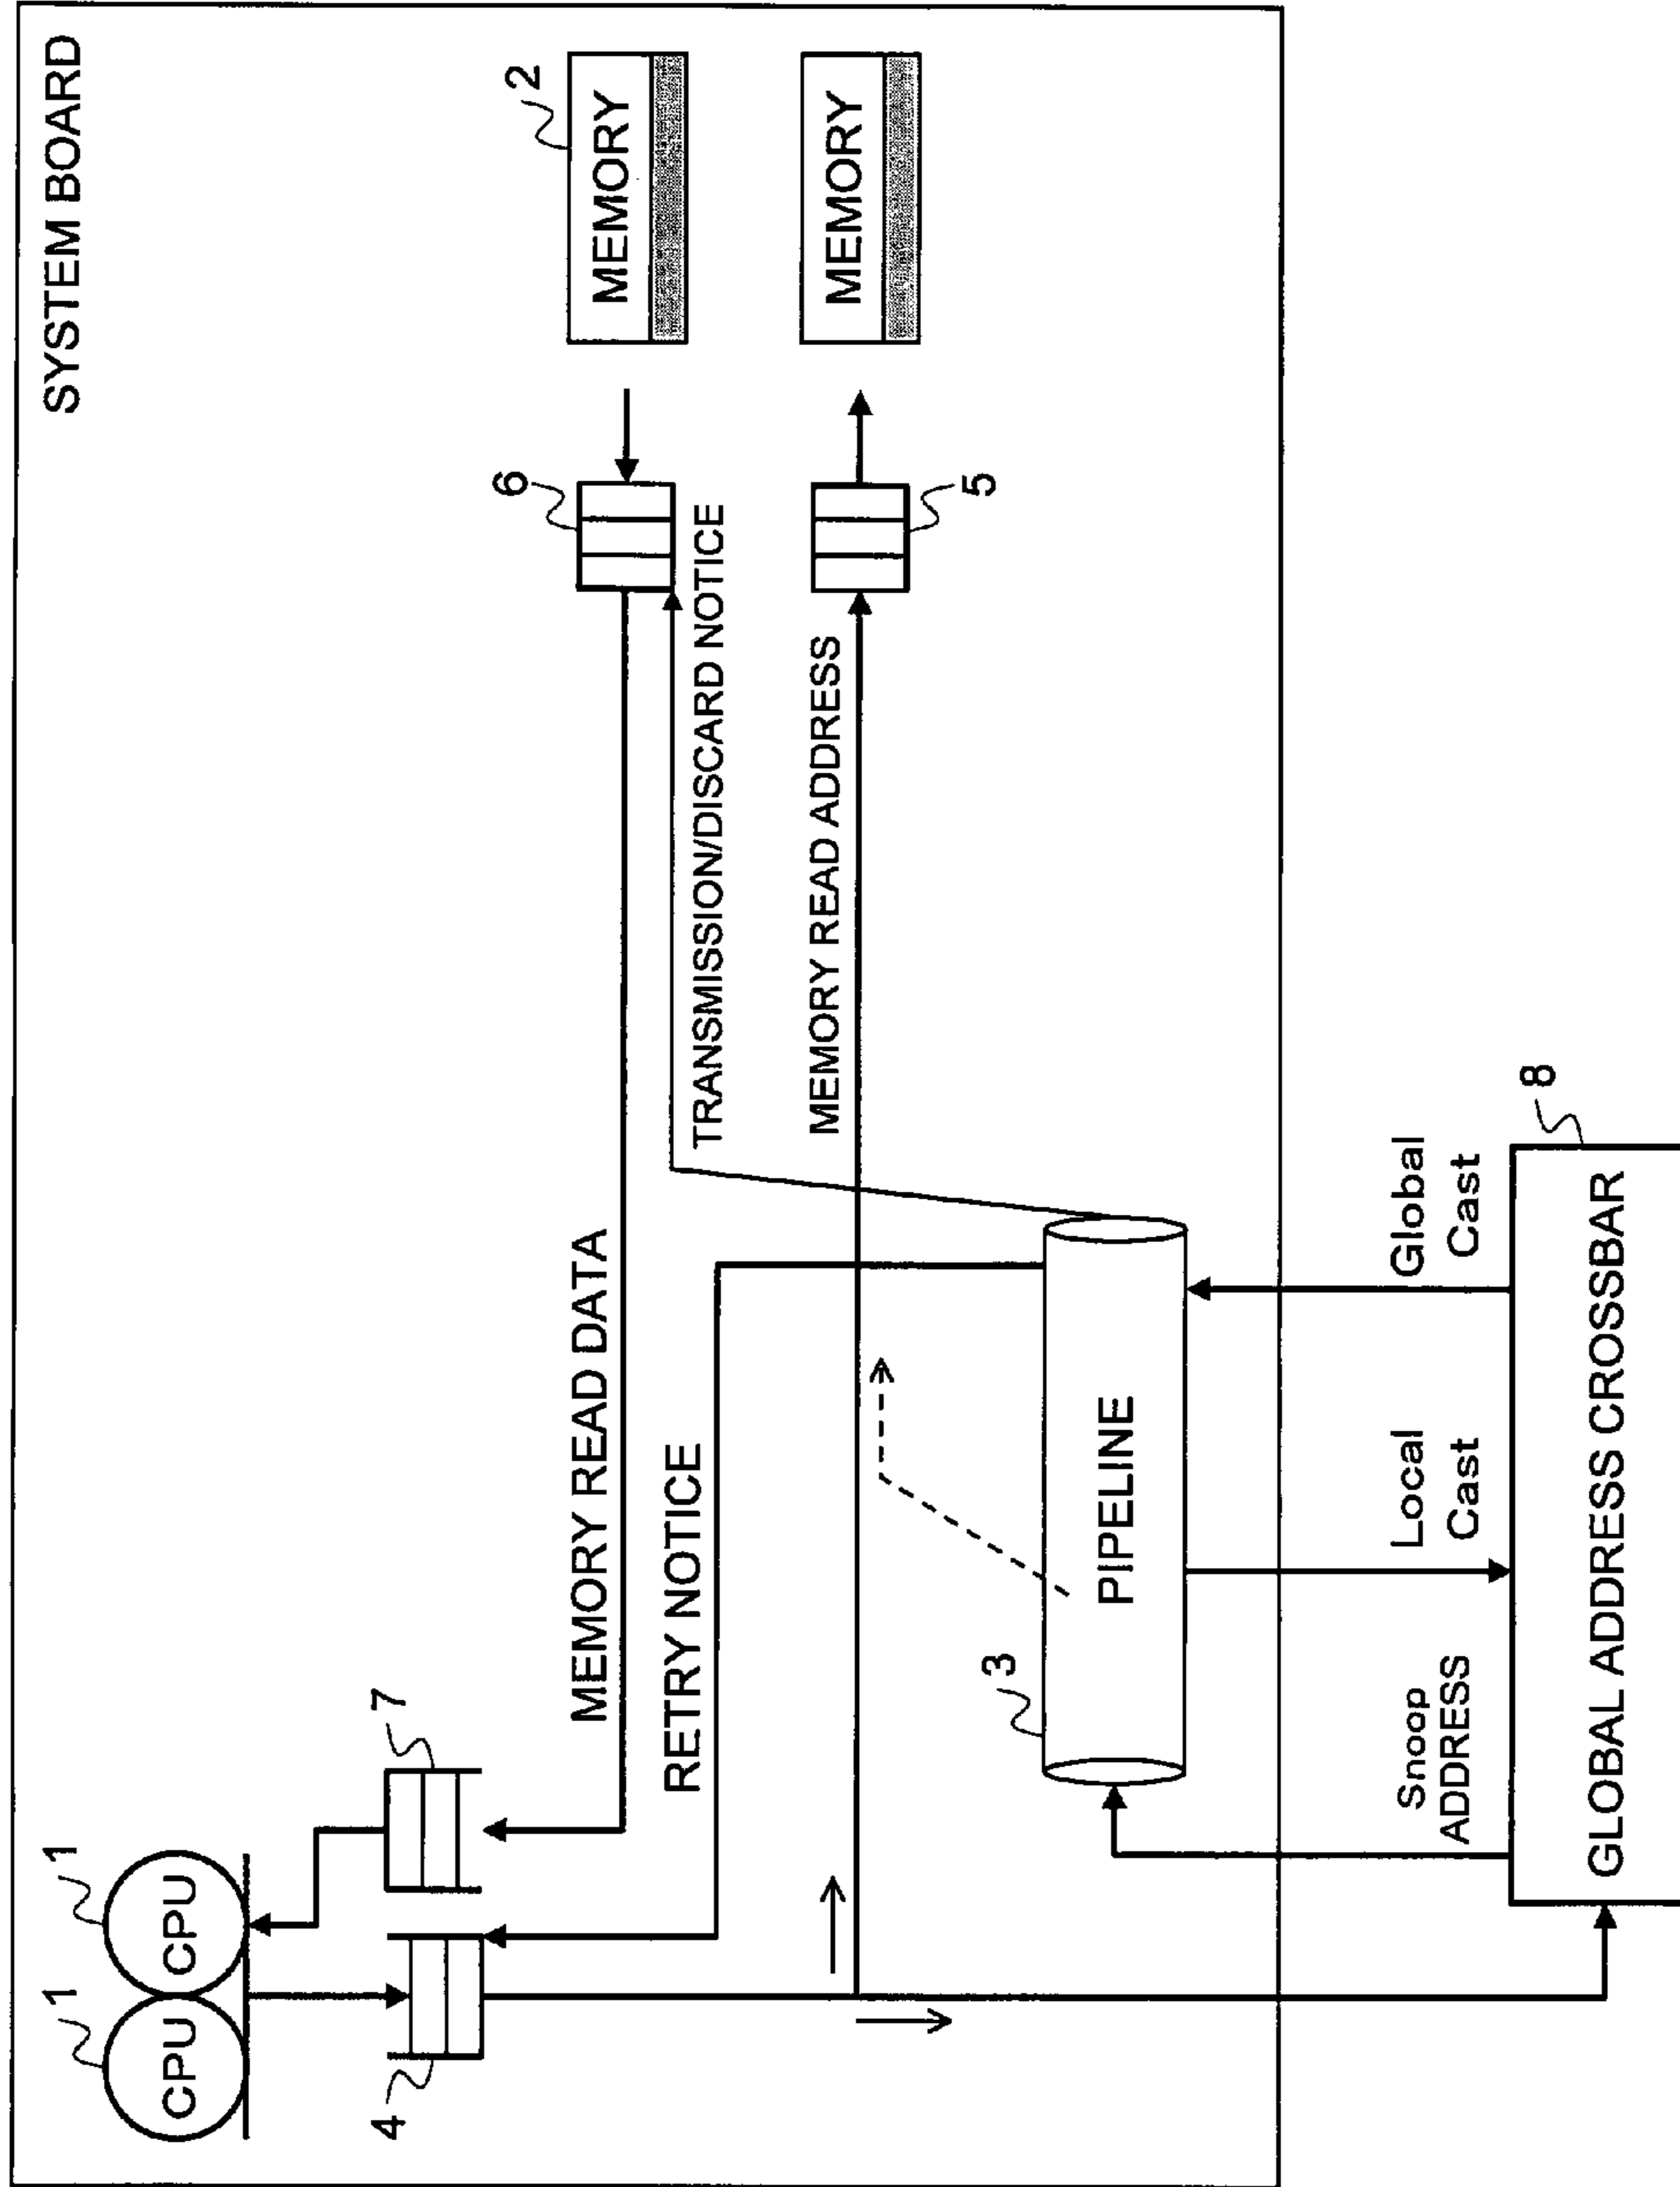 SYSTEM BOARD
1
1
CPU
CPU
7
4
MEMORY READ DATA
RETRY NOTICE
6
2
MEMORY
TRANSMISSION/DISCARD NOTICE
MEMORY READ ADDRESS
5
MEMORY
3
PIPELINE
Snoop
ADDRESS
Local
Cast
Global
Cast
8
GLOBAL ADDRESS CROSSBAR